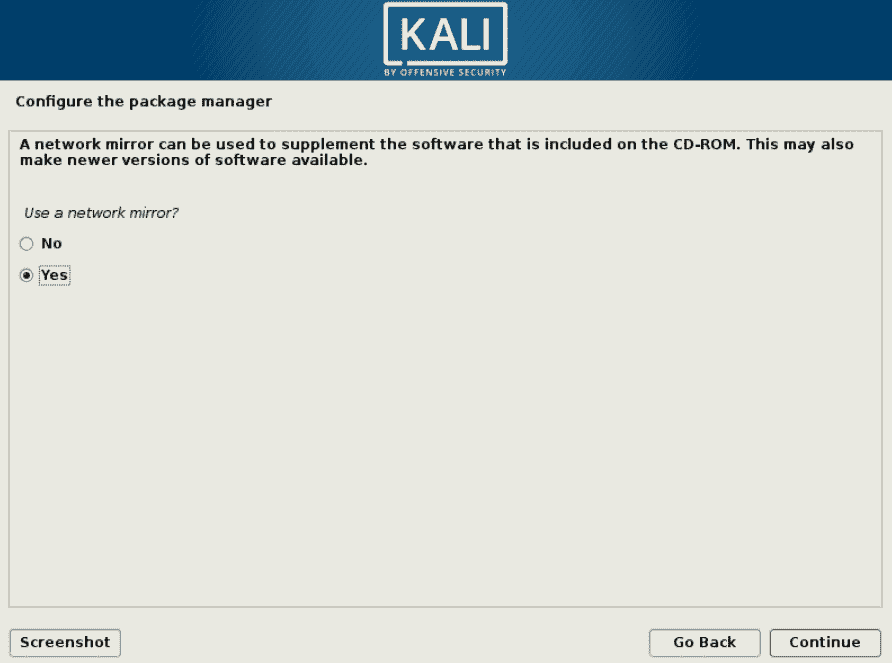 KALI
BY OFFENSIVE SECURITY
Configure the package manager
A network mirror can be used to supplement the software that is included on the CD-ROM. This may also
make newer versions of software available.
Use a network mirror?
No
Yes
Screenshot
Go Back
Continue